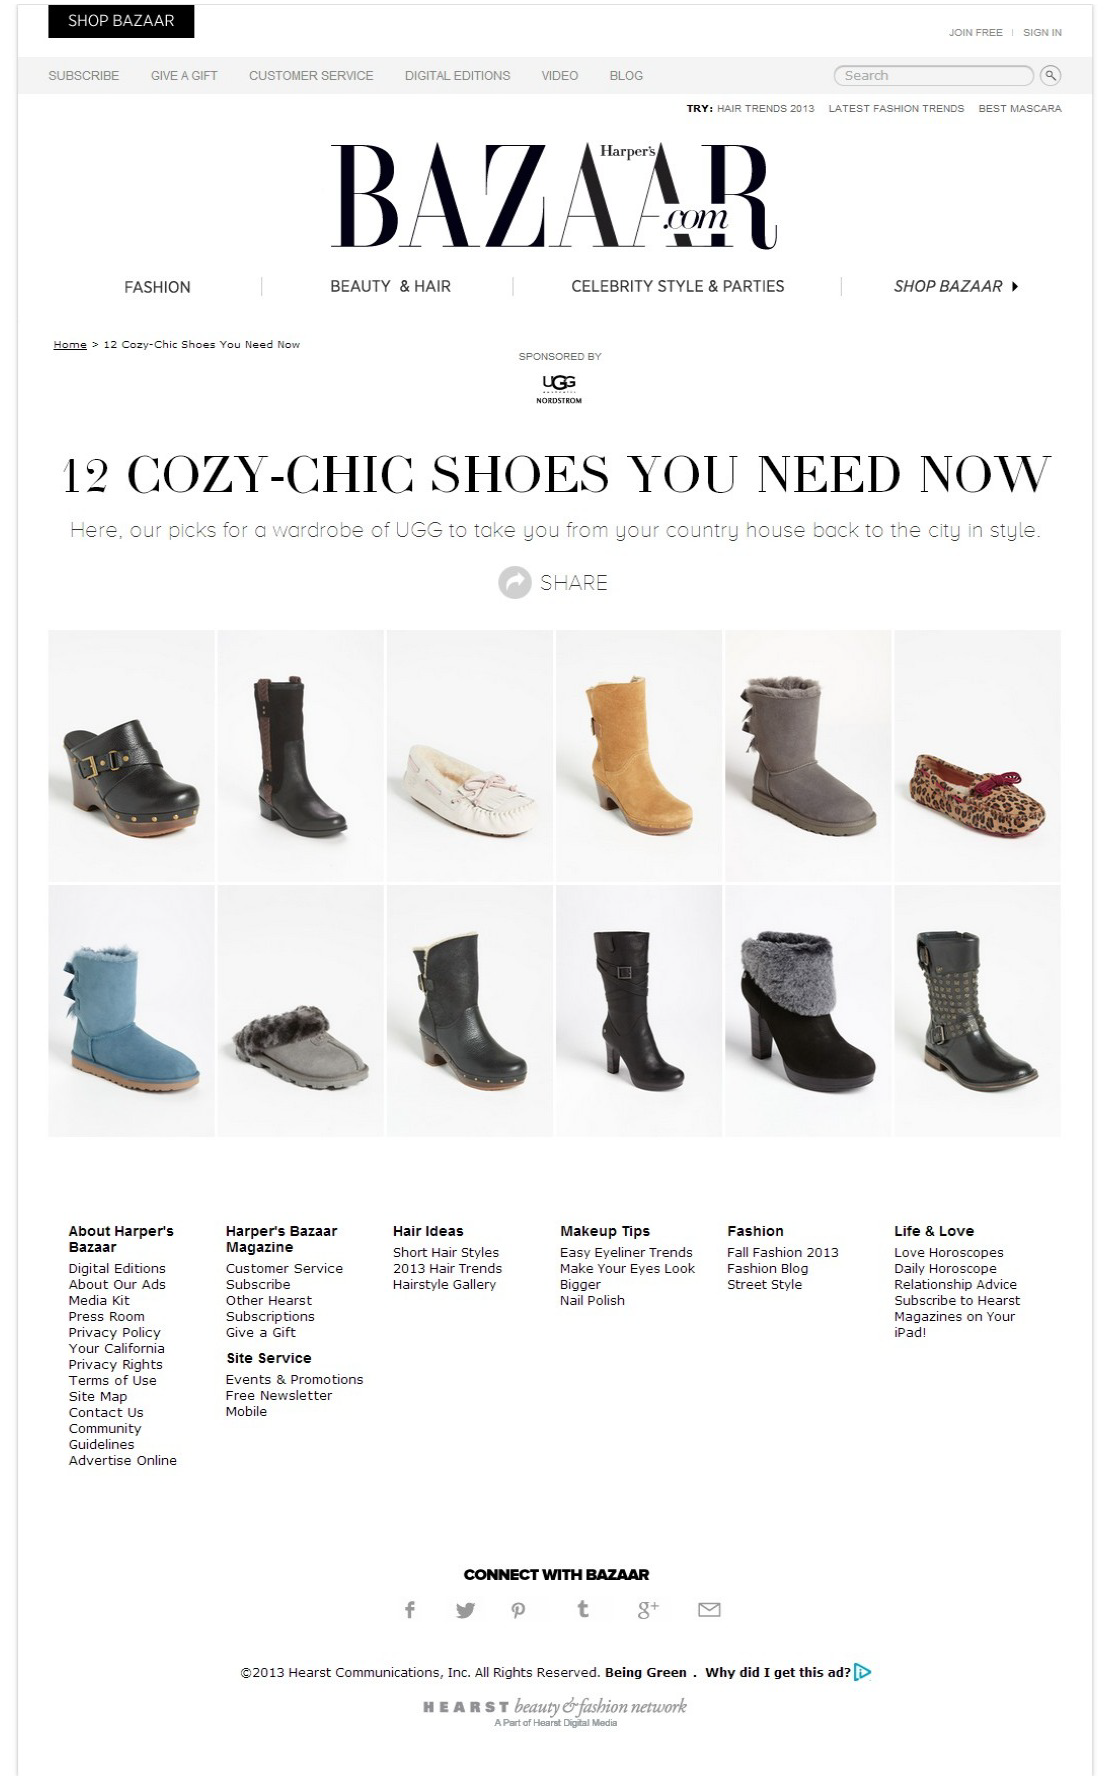 SHOP BAZAAR
JOIN FREE | SIGN IN
SUBSCRIBE GIVE A GIFT CUSTOMER SERVICE DIGITAL EDITIONS VIDEO BLOG Search
TRY: HAIR TRENDS 2013 LATEST FASHION TRENDS BEST MASCARA
Harper's
BAZAAR
.com
FASHION BEAUTY & HAIR CELEBRITY STYLE & PARTIES SHOP BAZAAR
Home > 12 Cozy-Chic Shoes You Need Now
SPONSORED BY
UGG
NORDSTROM
12 COZY-CHIC SHOES YOU NEED NOW
Here, our picks for a wardrobe of UGG to take you from your country house back to the city in style.
SHARE
About Harper's
Bazaar
Digital Editions
About Our Ads
Media Kit
Press Room
Privacy Policy
Your California
Privacy Rights
Terms of Use
Site Map
Contact Us
Community
Guidelines
Advertise Online
Harper's Bazaar
Magazine
Customer Service
Subscribe
Other Hearst
Subscriptions
Give a Gift
Site Service
Events & Promotions
Free Newsletter
Mobile
Hair Ideas
Short Hair Styles
2013 Hair Trends
Hairstyle Gallery
Makeup Tips
Easy Eyeliner Trends
Make Your Eyes Look
Bigger
Nail Polish
Fashion
Fall Fashion 2013
Fashion Blog
Street Style
Life & Love
Love Horoscopes
Daily Horoscope
Relationship Advice
Subscribe to Hearst
Magazines on Your
iPad!
CONNECT WITH BAZAAR
©2013 Hearst Communications, Inc. All Rights Reserved. Being Green . Why did I get this ad?
HEARST beauty & fashion network
A Part of Hearst Digital Media